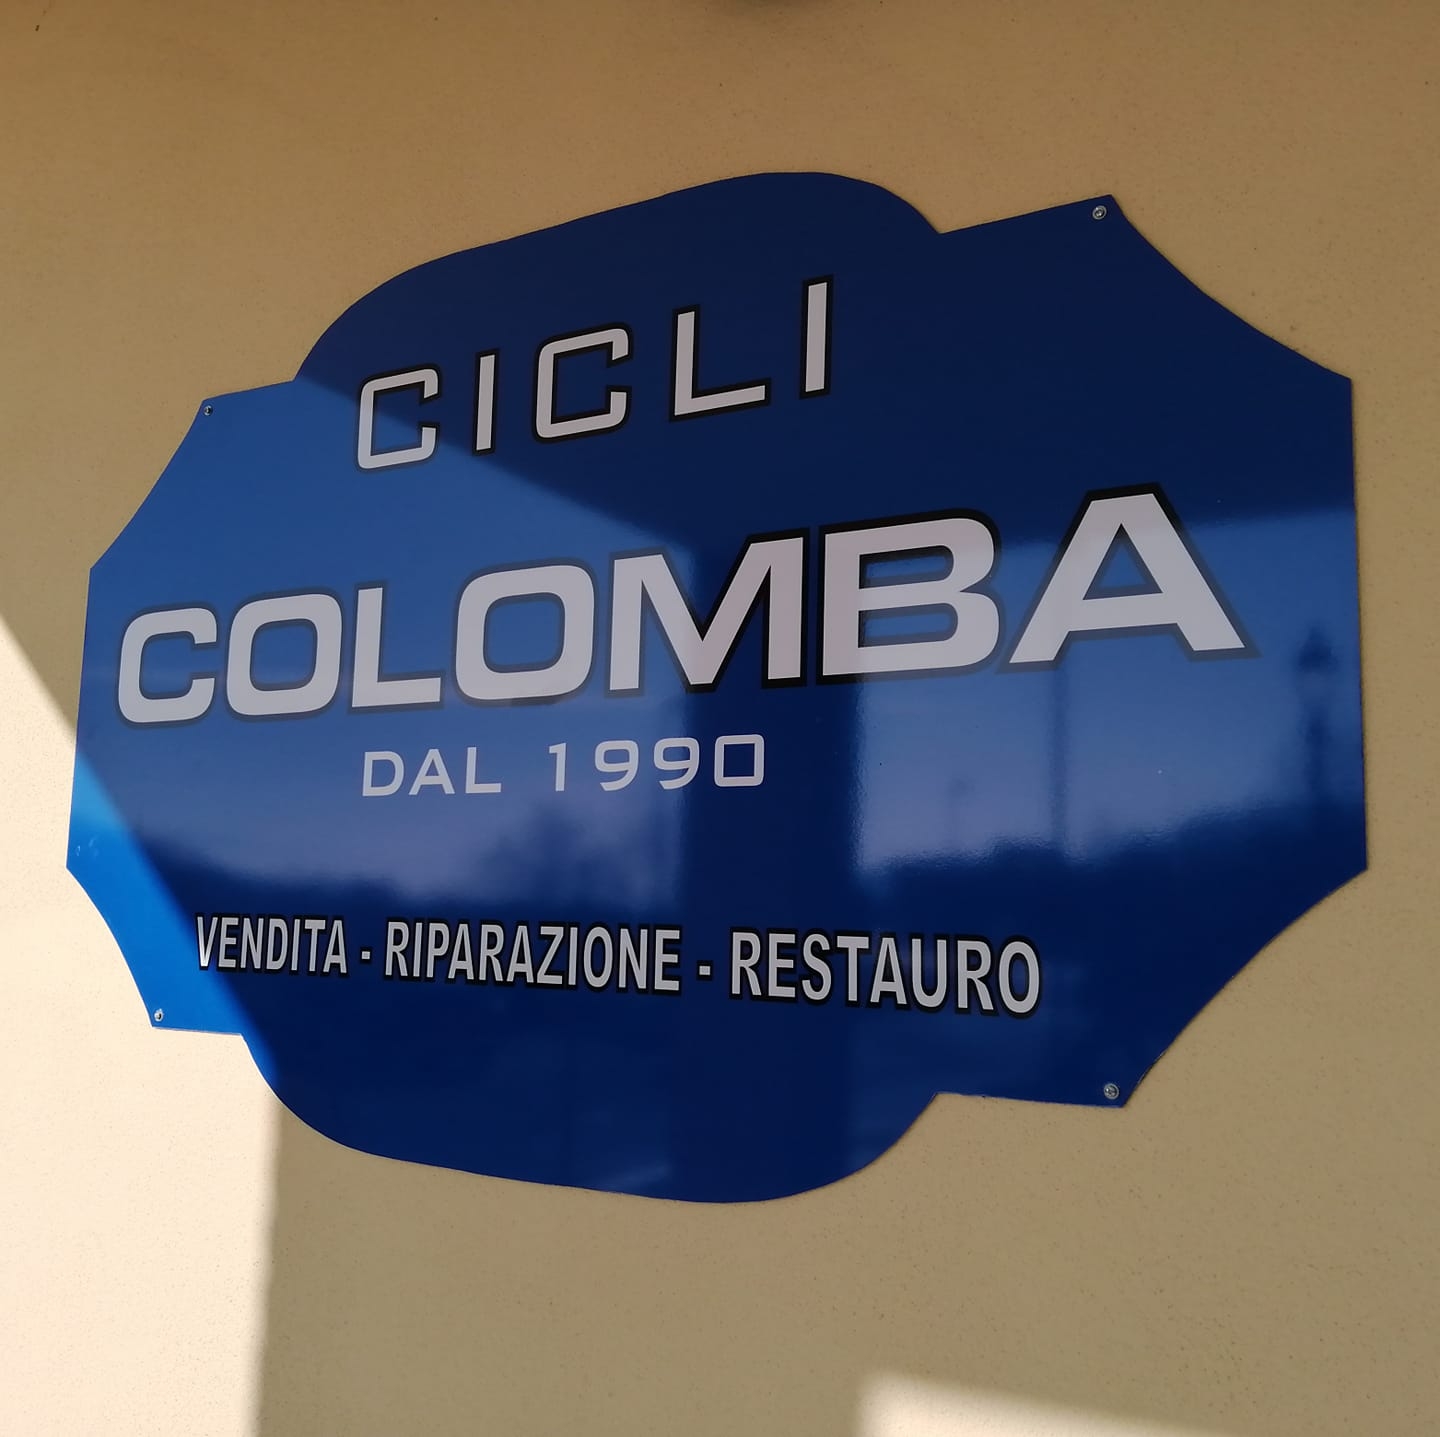 CICLI
COLOMBA
DAL 1990
VENDITA - RIPARAZIONE - RESTAURO